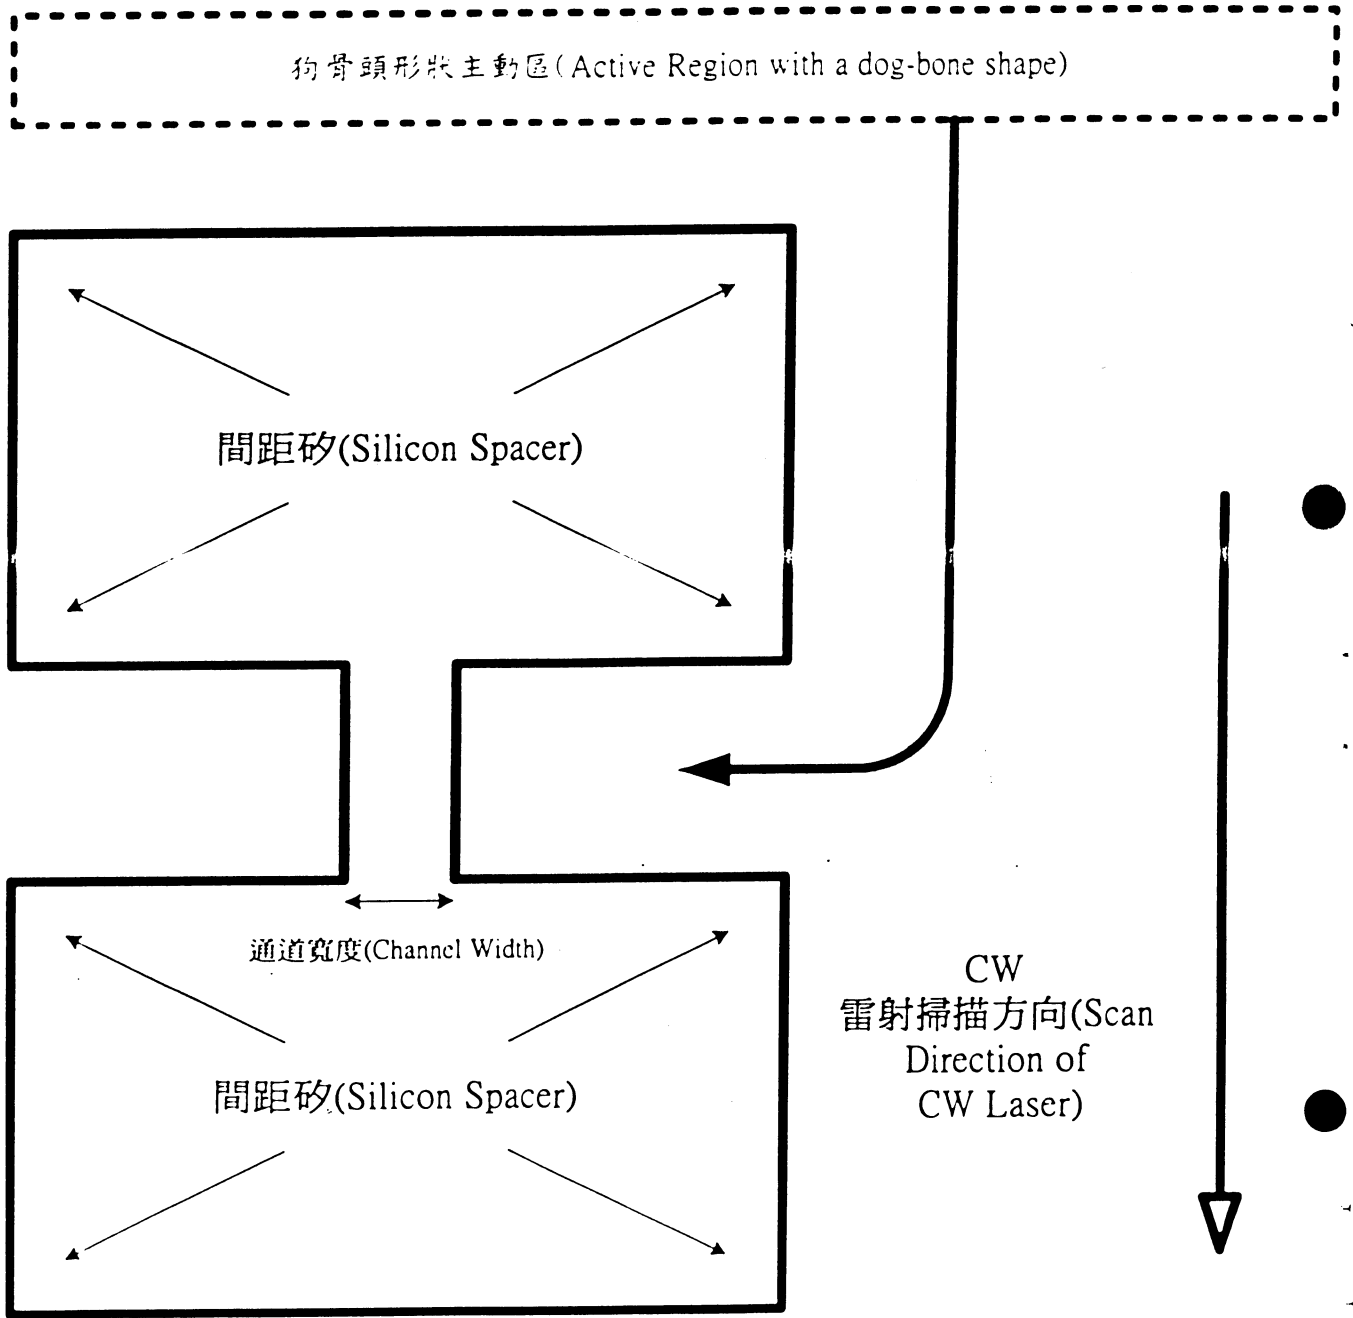 狗骨頭形狀主動區(Active Region with a dog-bone shape)
間距矽(Silicon Spacer)
通道寬度(Channel Width)
間距矽(Silicon Spacer)
CW
雷射掃描方向(Scan
Direction of
CW Laser)